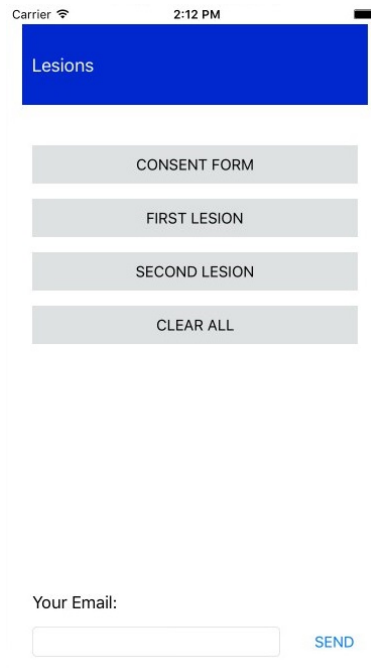 Carrier 2:12 PM
Lesions
CONSENT FORM
FIRST LESION
SECOND LESION
CLEAR ALL
Your Email:
SEND